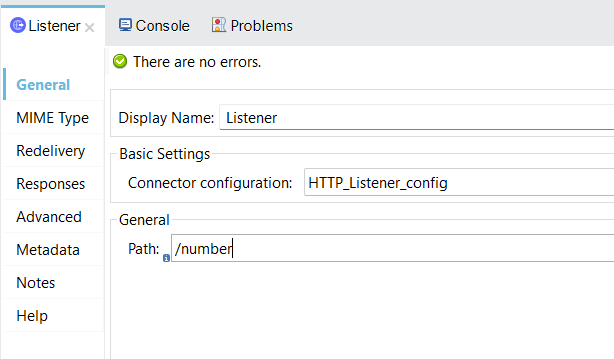 Listener Console Problems
There are no errors.
General
MIME Type
Redelivery
Responses
Advanced
Metadata
Notes
Help
Display Name: Listener
Basic Settings
Connector configuration: HTTP_Listener_config
General
Path: /number